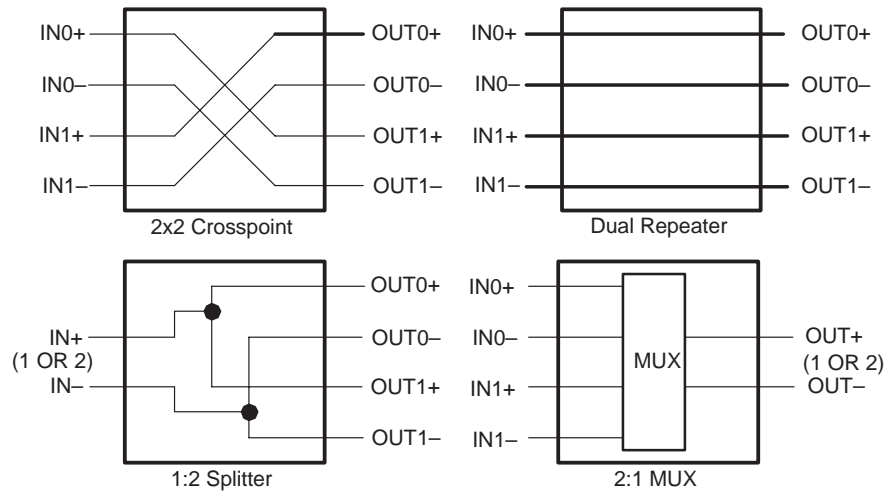 IN0+
IN0–
IN1+
IN1–
OUT0+
OUT0–
OUT1+
OUT1–
2x2 Crosspoint
IN0+
IN0–
IN1+
IN1–
OUT0+
OUT0–
OUT1+
OUT1–
Dual Repeater
IN+
(1 OR 2)
IN–
OUT0+
OUT0–
OUT1+
OUT1–
1:2 Splitter
IN0+
IN0–
IN1+
IN1–
MUX
OUT+
(1 OR 2)
OUT–
2:1 MUX